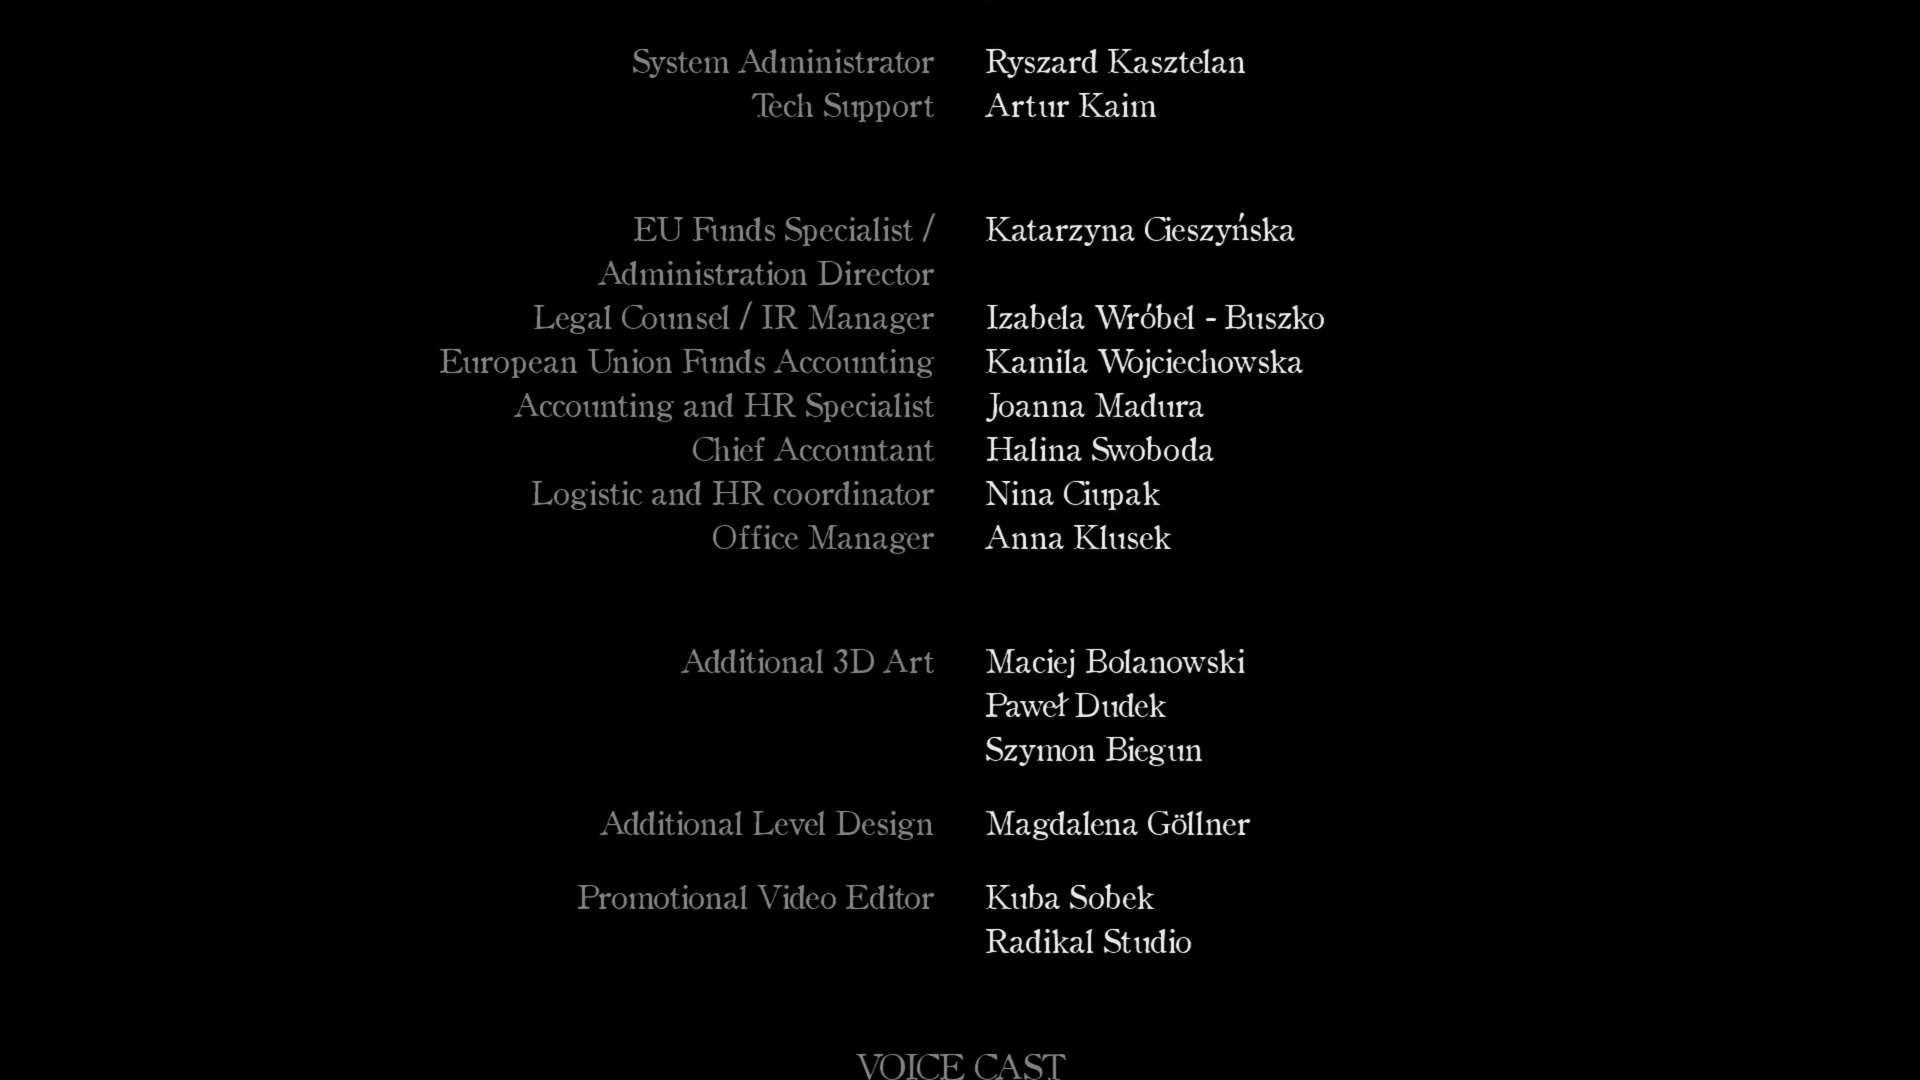 System Administrator Ryszard Kasztelan
Tech Support Artur Kaim
EU Funds Specialist / Katarzyna Cieszyńska
Administration Director
Legal Counsel / IR Manager Izabela Wróbel - Buszko
European Union Funds Accounting Kamila Wojciechowska
Accounting and HR Specialist Joanna Madura
Chief Accountant Halina Swoboda
Logistic and HR coordinator Nina Ciupak
Office Manager Anna Klusek
Additional 3D Art Maciej Bolanowski
Paweł Dudek
Szymon Biegun
Additional Level Design Magdalena Göllner
Promotional Video Editor Kuba Sobek
Radikal Studio
VOICE CAST